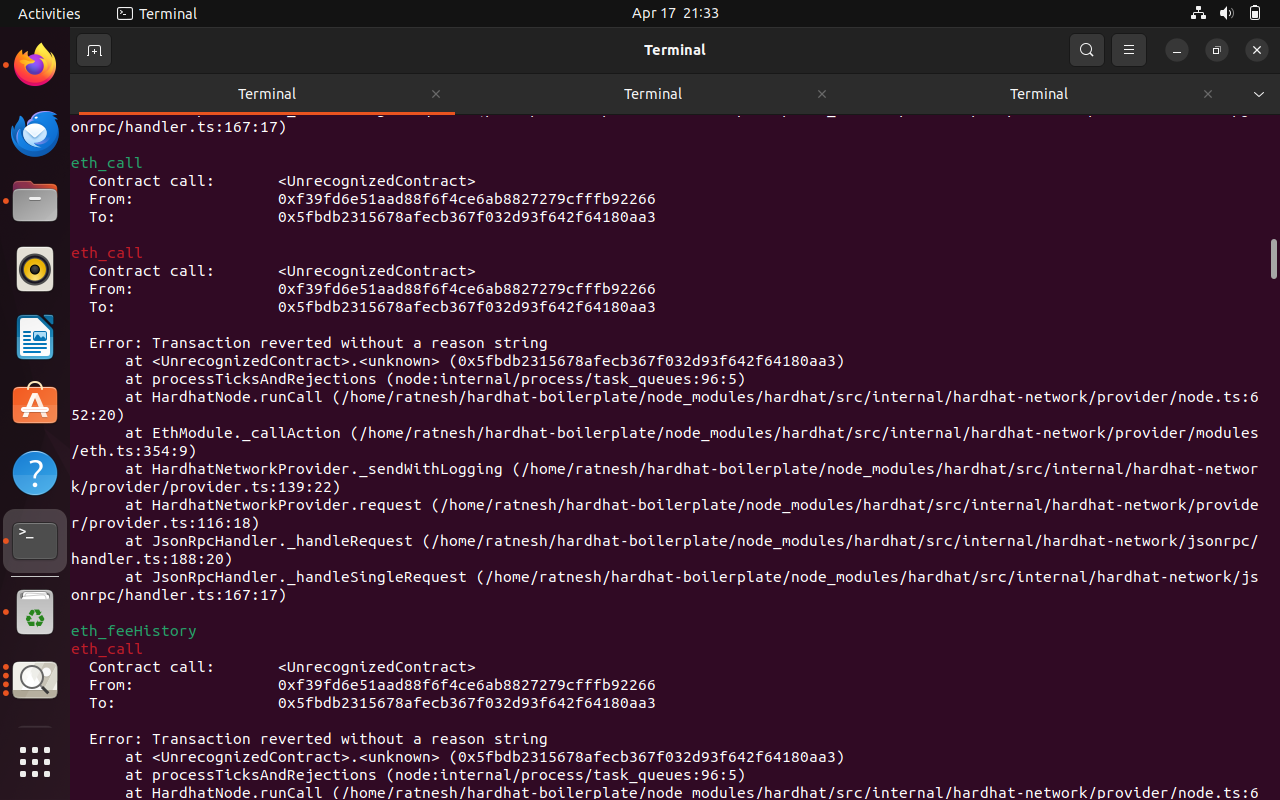 Activities
Terminal
Apr 17 21:33
Terminal
Terminal
Terminal
Terminal
onrpc/handler.ts:167:17)
eth_call
Contract call: <UnrecognizedContract>
From: 0xf39fd6e51aad88f6f4ce6ab8827279cfffb92266
To: 0x5fbdb2315678afecb367f032d93f642f64180aa3
eth_call
Contract call: <UnrecognizedContract>
From: 0xf39fd6e51aad88f6f4ce6ab8827279cfffb92266
To: 0x5fbdb2315678afecb367f032d93f642f64180aa3
Error: Transaction reverted without a reason string
at <UnrecognizedContract>.<unknown> (0x5fbdb2315678afecb367f032d93f642f64180aa3)
at processTicksAndRejections (node:internal/process/task_queues:96:5)
at HardhatNode.runCall (/home/ratnesh/hardhat-boilerplate/node_modules/hardhat/src/internal/hardhat-network/provider/node.ts:6
52:20)
at EthModule._callAction (/home/ratnesh/hardhat-boilerplate/node_modules/hardhat/src/internal/hardhat-network/provider/modules
/eth.ts:354:9)
at HardhatNetworkProvider._sendWithLogging (/home/ratnesh/hardhat-boilerplate/node_modules/hardhat/src/internal/hardhat-networ
k/provider/provider.ts:139:22)
at HardhatNetworkProvider.request (/home/ratnesh/hardhat-boilerplate/node_modules/hardhat/src/internal/hardhat-network/provide
r/provider.ts:116:18)
at JsonRpcHandler._handleRequest (/home/ratnesh/hardhat-boilerplate/node_modules/hardhat/src/internal/hardhat-network/jsonrpc/
handler.ts:188:20)
at JsonRpcHandler._handleSingleRequest (/home/ratnesh/hardhat-boilerplate/node_modules/hardhat/src/internal/hardhat-network/js
onrpc/handler.ts:167:17)
eth_feeHistory
eth_call
Contract call: <UnrecognizedContract>
From: 0xf39fd6e51aad88f6f4ce6ab8827279cfffb92266
To: 0x5fbdb2315678afecb367f032d93f642f64180aa3
Error: Transaction reverted without a reason string
at <UnrecognizedContract>.<unknown> (0x5fbdb2315678afecb367f032d93f642f64180aa3)
at processTicksAndRejections (node:internal/process/task_queues:96:5)
at HardhatNode.runCall (/home/ratnesh/hardhat-boilerplate/node_modules/hardhat/src/internal/hardhat-network/provider/node.ts:6